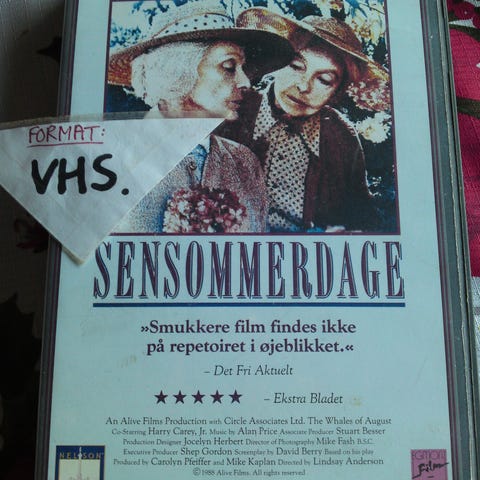 FORMAT:
VHS.
SENSOMMERDAGE
»Smukkere film findes ikke
på repetoiret i øjeblikket.«
– Det Fri Aktuelt
★★★★★ – Ekstra Bladet
An Alive Films Production with Circle Associates Ltd. The Whales of August
Co-Starring Harry Carey, Jr. Music by Alan Price Associate Producer Stuart Besser
Production Designer Jocelyn Herbert Director of Photography Mike Fash B.S.C.
Executive Producer Shep Gordon Screenplay by David Berry Based on his play
Produced by Carolyn Pfeiffer and Mike Kaplan Directed by Lindsay Anderson
© 1988 Alive Films. All rights reserved
NELSON
EGMONT
Film